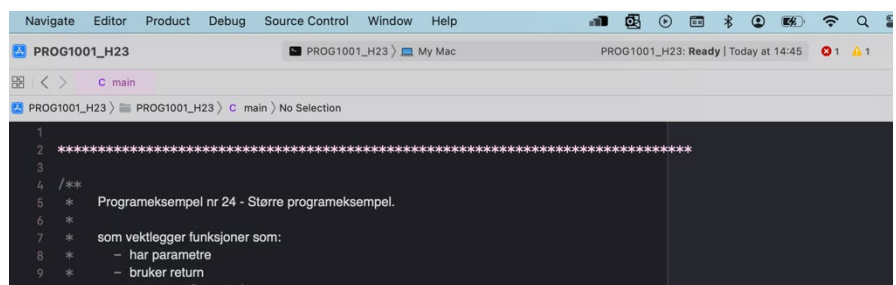 Navigate Editor Product Debug Source Control Window Help
PROG1001_H23 PROG1001_H23 〉 My Mac PROG1001_H23: Ready | Today at 14:45 1 1
C main
PROG1001_H23 〉 PROG1001_H23 〉 C main 〉 No Selection
1
2 *******************************************************************************
3
4 /**
5 * Programeksempel nr 24 - Større programeksempel.
6 *
7 * som vektlegger funksjoner som:
8 * – har parametre
9 * – bruker return